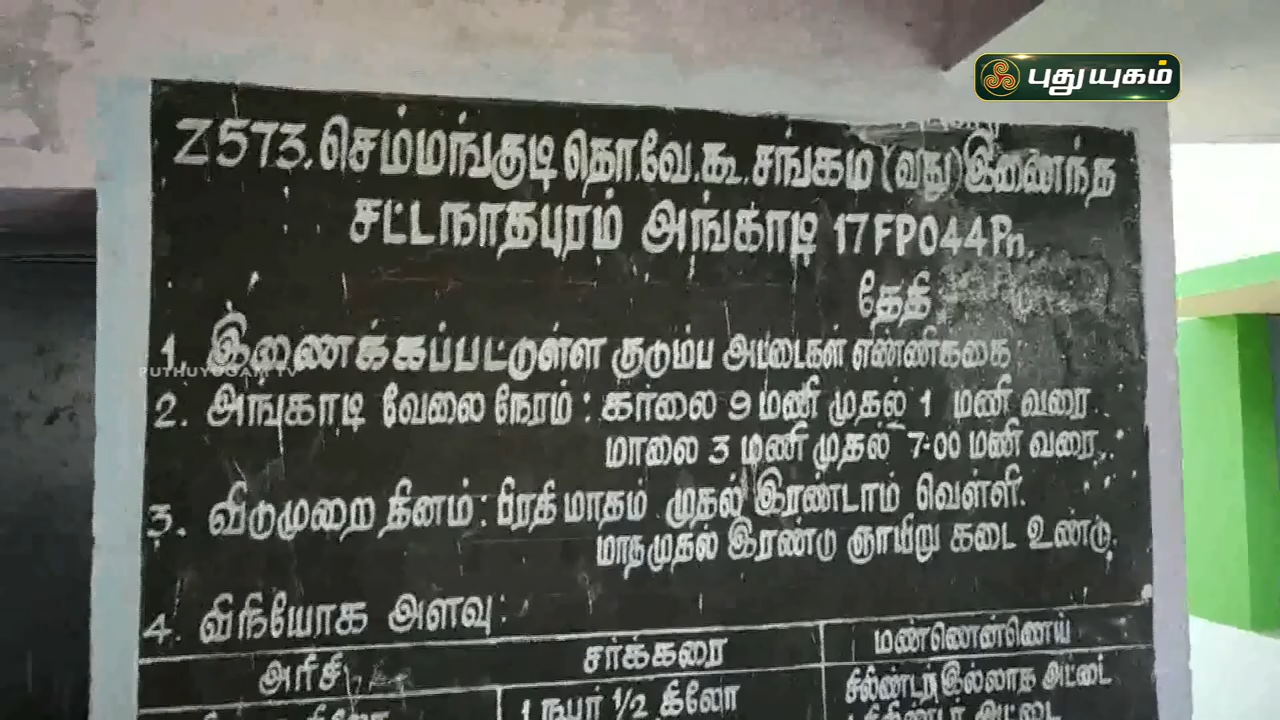 புதுயுகம்
Z573. செம்மங்குடி தொ.வே.கூ. சங்கம (வது) இணைந்த
சட்டநாதபுரம் அங்காடி 17FP044Pn.
தேதி
1. இணைக்கப்பட்டுள்ள குடும்ப அட்டைகள் எண்ணிக்கை
PUTHUYUGAM TV
2. அங்காடி வேலை நேரம் : காலை 9 மணி முதல் 1 மணி வரை
மாலை 3 மணி முதல் 7-00 மணி வரை
3. விடுமுறை தினம் : பிரதி மாதம் முதல் இரண்டாம் வெள்ளி.
மாதமுதல் இரண்டு ஞாயிறு கடை உண்டு.
4. விநியோக அளவு :
அரிசி சர்க்கரை மண்ணெண்ணெய்
1 நபர் 1/2 கிலோ சிலிண்டர் இல்லாத அட்டை